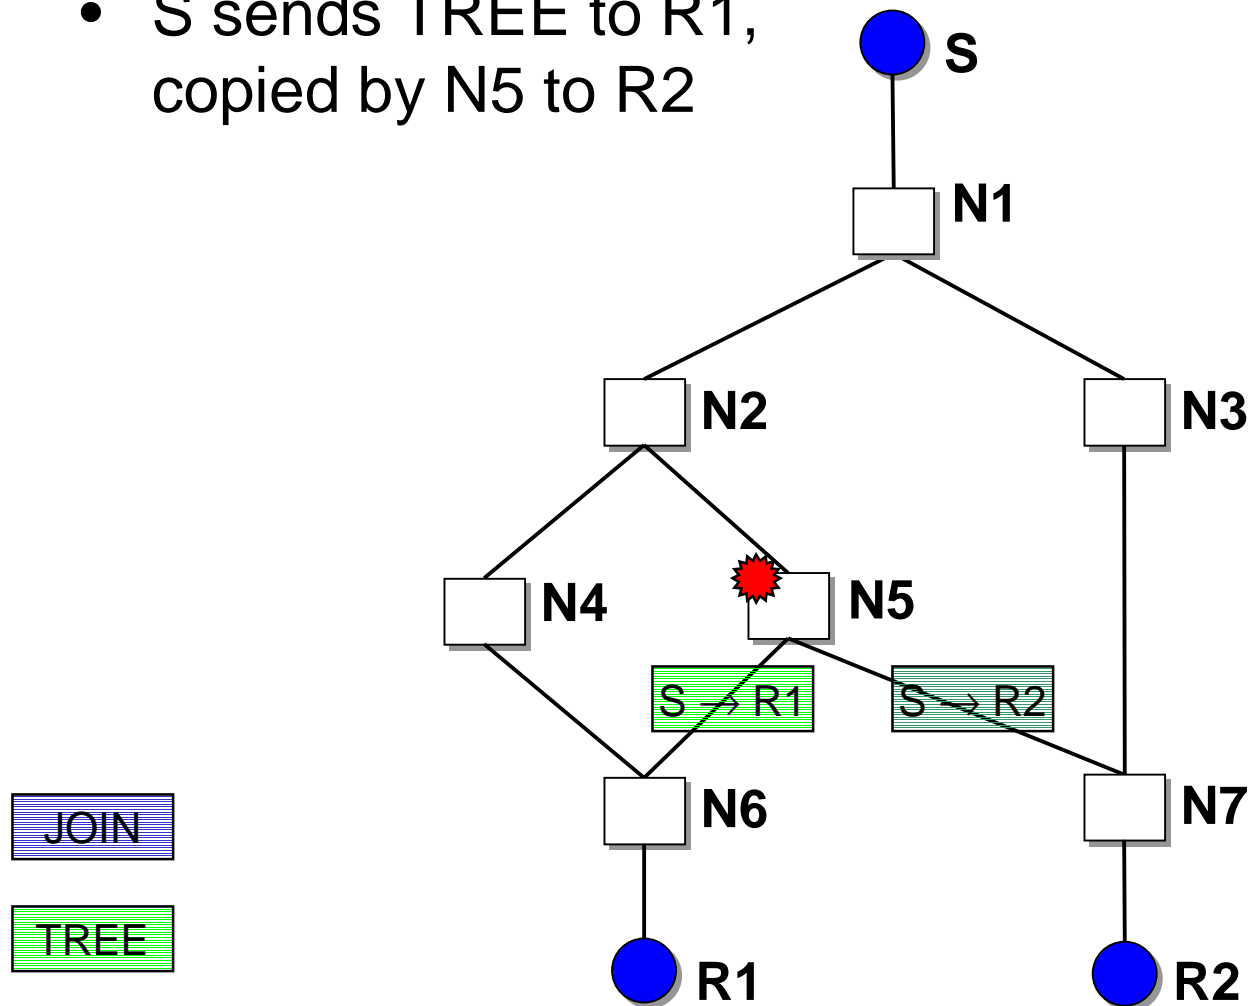 • S sends TREE to R1,
copied by N5 to R2
S
N1
N2
N3
N4
N5
S → R1
S → R2
N6
N7
JOIN
TREE
R1
R2